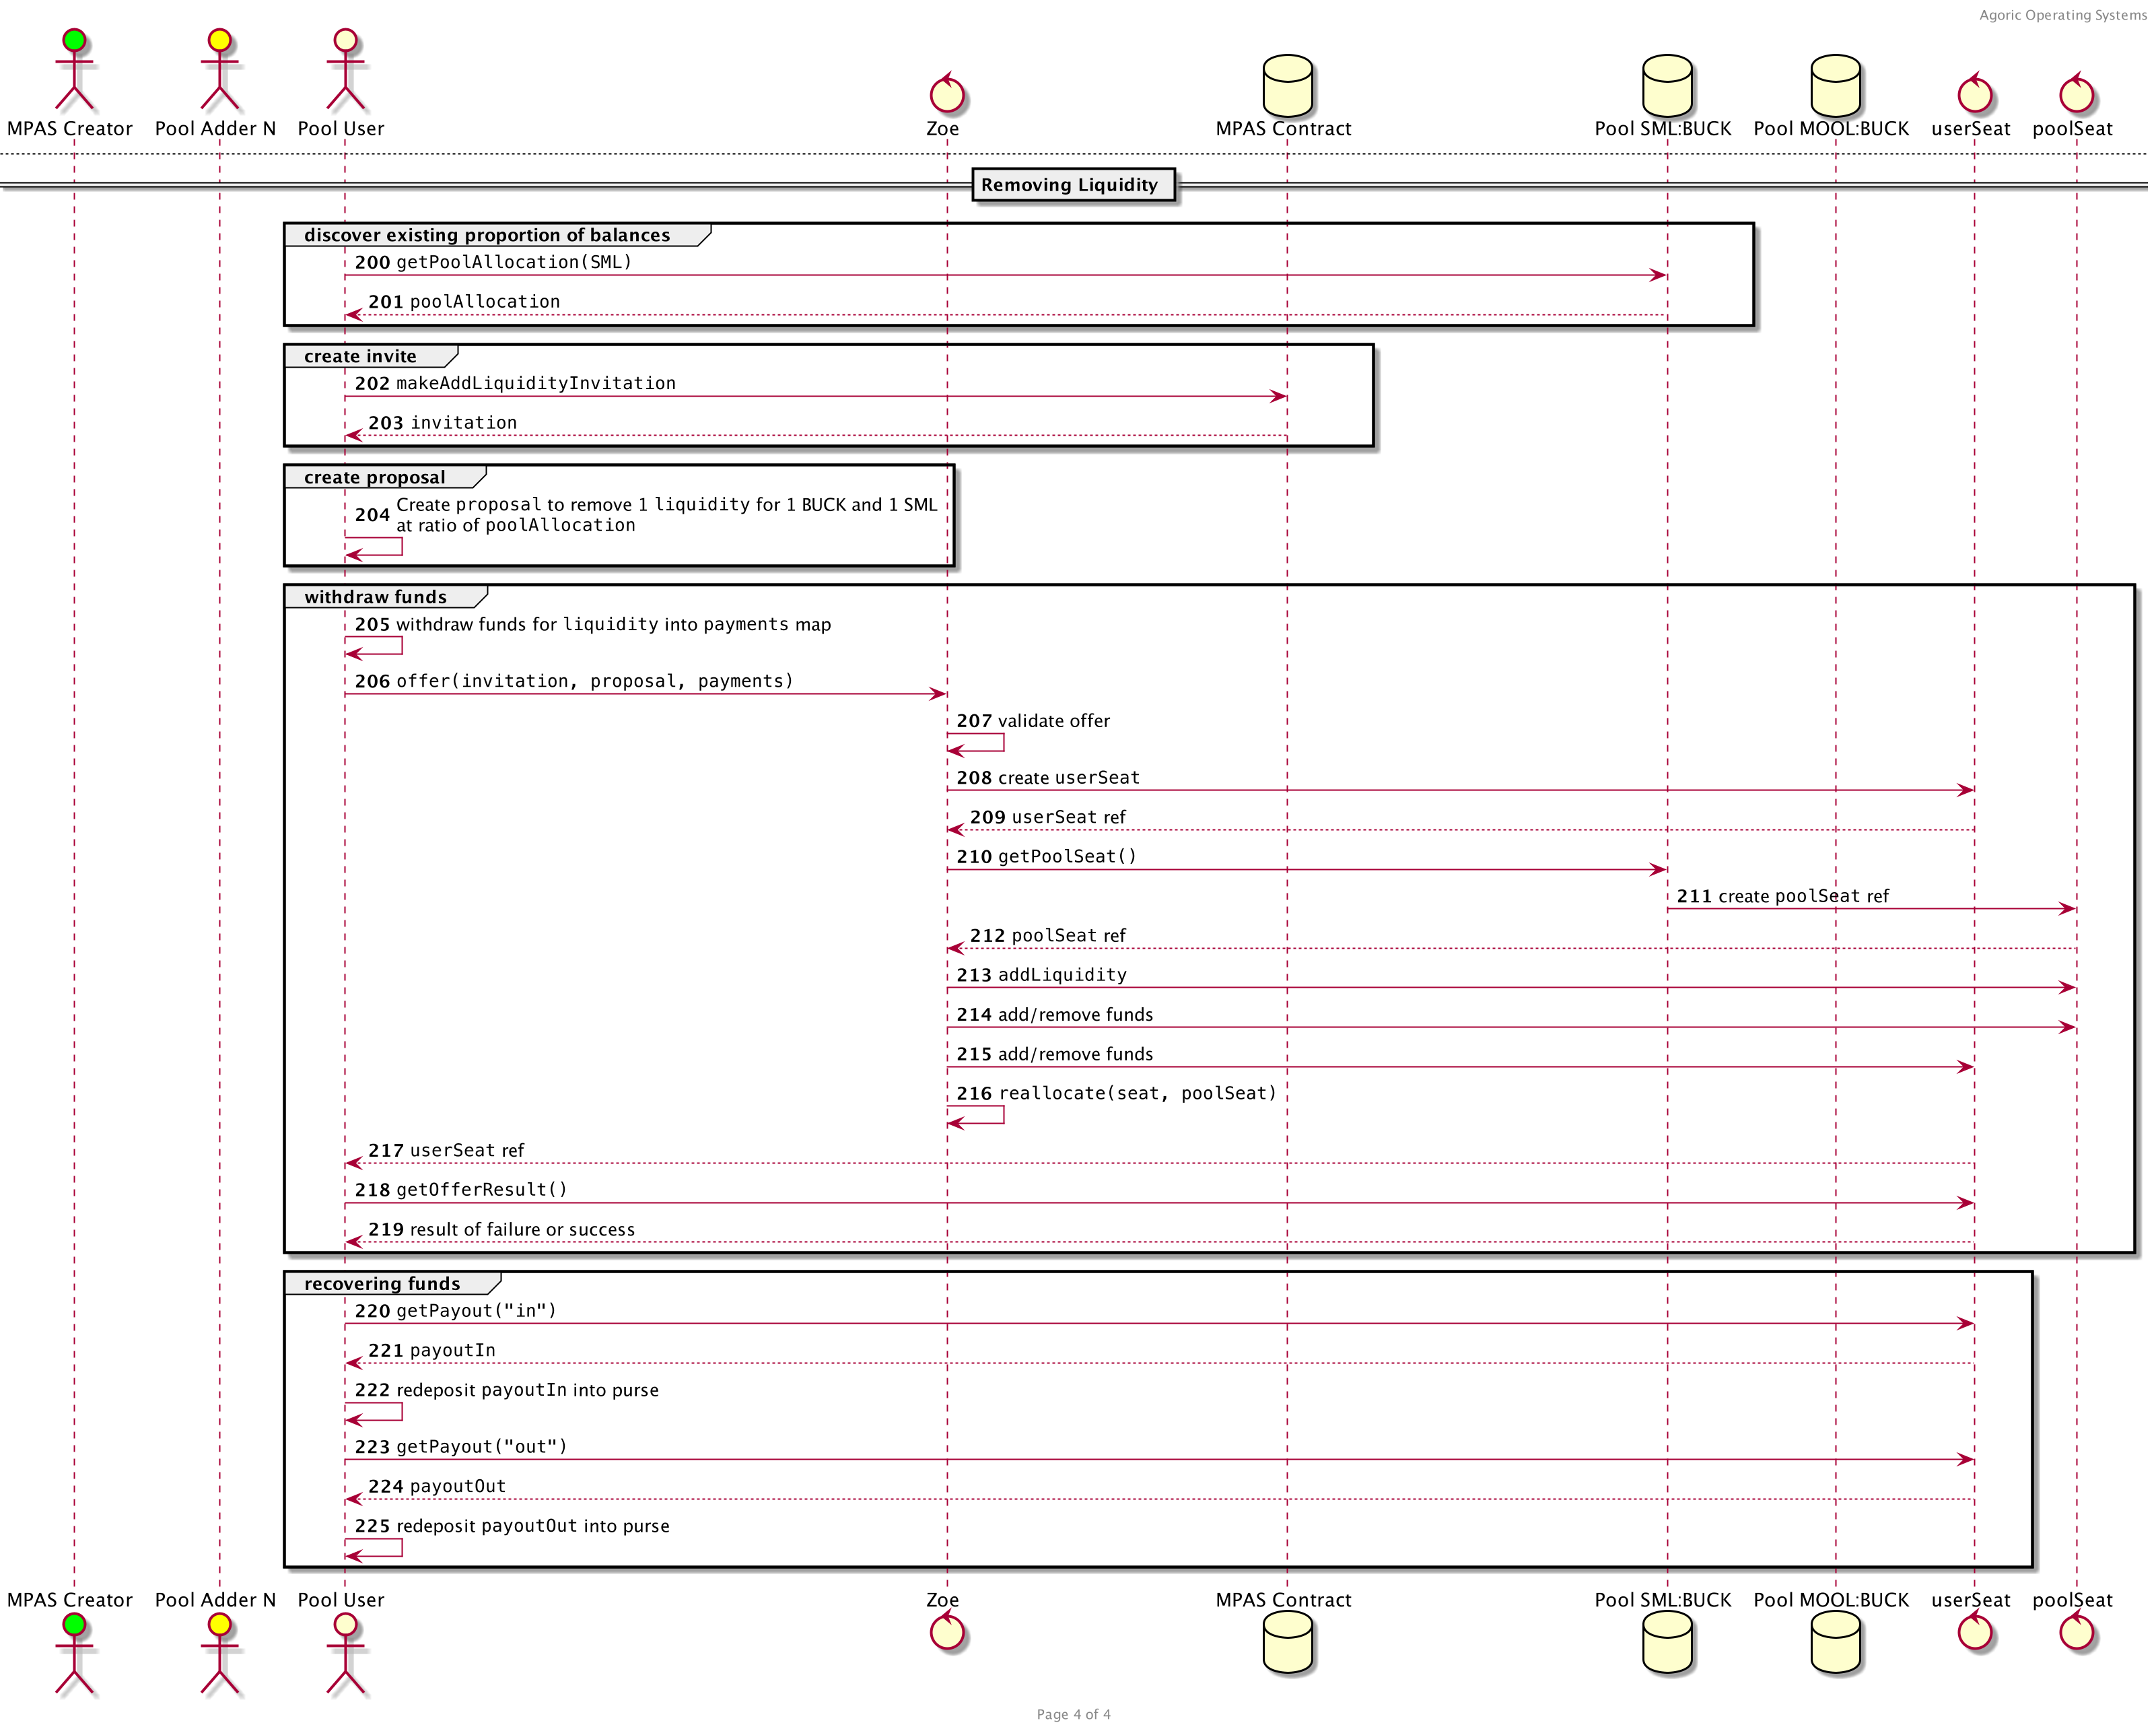 Agoric Operating Systems
MPAS Creator
Pool Adder N
Pool User
Zoe
MPAS Contract
Pool SML:BUCK
Pool MOOL:BUCK
userSeat
poolSeat
Removing Liquidity
discover existing proportion of balances
200 getPoolAllocation(SML)
201 poolAllocation
create invite
202 makeAddLiquidityInvitation
203 invitation
create proposal
204 Create proposal to remove 1 liquidity for 1 BUCK and 1 SML
at ratio of poolAllocation
withdraw funds
205 withdraw funds for liquidity into payments map
206 offer(invitation, proposal, payments)
207 validate offer
208 create userSeat
209 userSeat ref
210 getPoolSeat()
211 create poolSeat ref
212 poolSeat ref
213 addLiquidity
214 add/remove funds
215 add/remove funds
216 reallocate(seat, poolSeat)
217 userSeat ref
218 getOfferResult()
219 result of failure or success
recovering funds
220 getPayout("in")
221 payoutIn
222 redeposit payoutIn into purse
223 getPayout("out")
224 payoutOut
225 redeposit payoutOut into purse
MPAS Creator
Pool Adder N
Pool User
Zoe
MPAS Contract
Pool SML:BUCK
Pool MOOL:BUCK
userSeat
poolSeat
Page 4 of 4